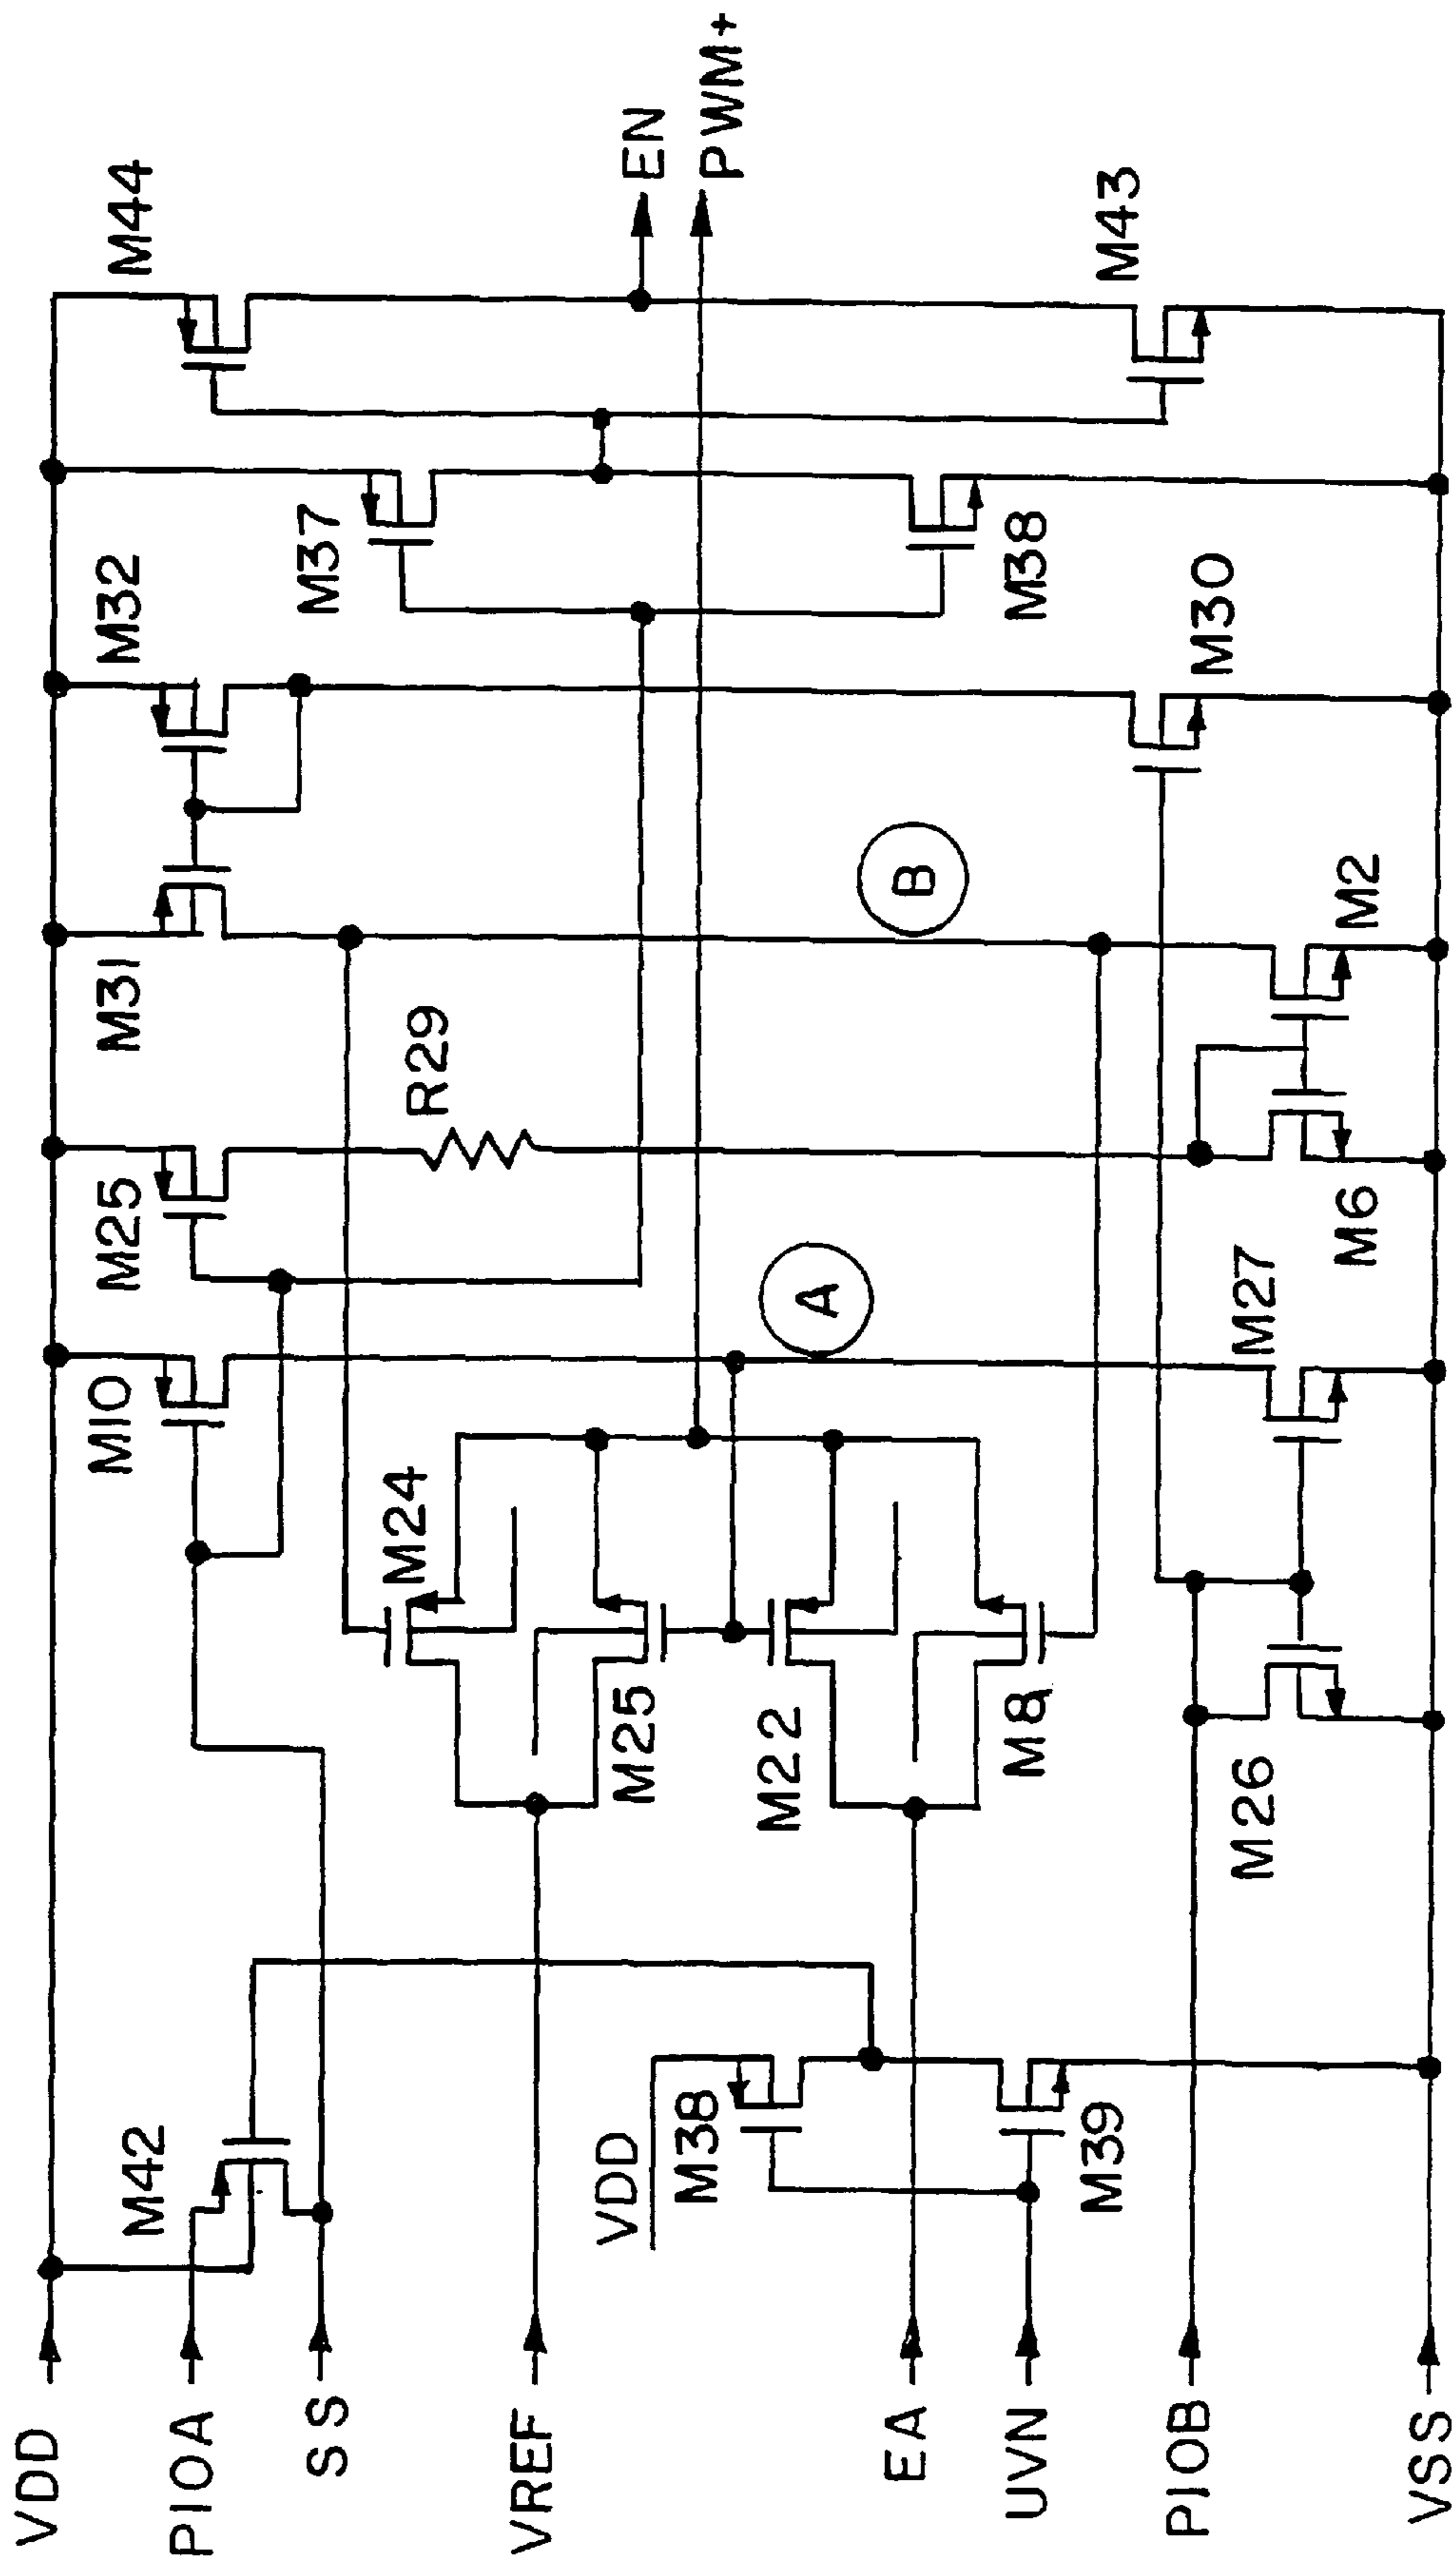 VDD
PIOA
SS
VREF
EA
UVN
PIOB
VSS
M42
VDD
M38
M39
M26
M24
M25
M22
M8
M10
A
M27
M25
R29
M6
M31
B
M2
M32
M30
M37
M38
M44
M43
EN
PWM+